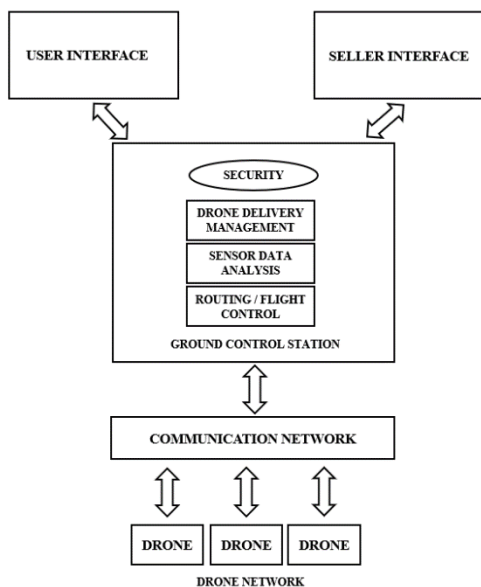 USER INTERFACE
SELLER INTERFACE
SECURITY
DRONE DELIVERY
MANAGEMENT
SENSOR DATA
ANALYSIS
ROUTING / FLIGHT
CONTROL
GROUND CONTROL STATION
COMMUNICATION NETWORK
DRONE
DRONE
DRONE
DRONE NETWORK